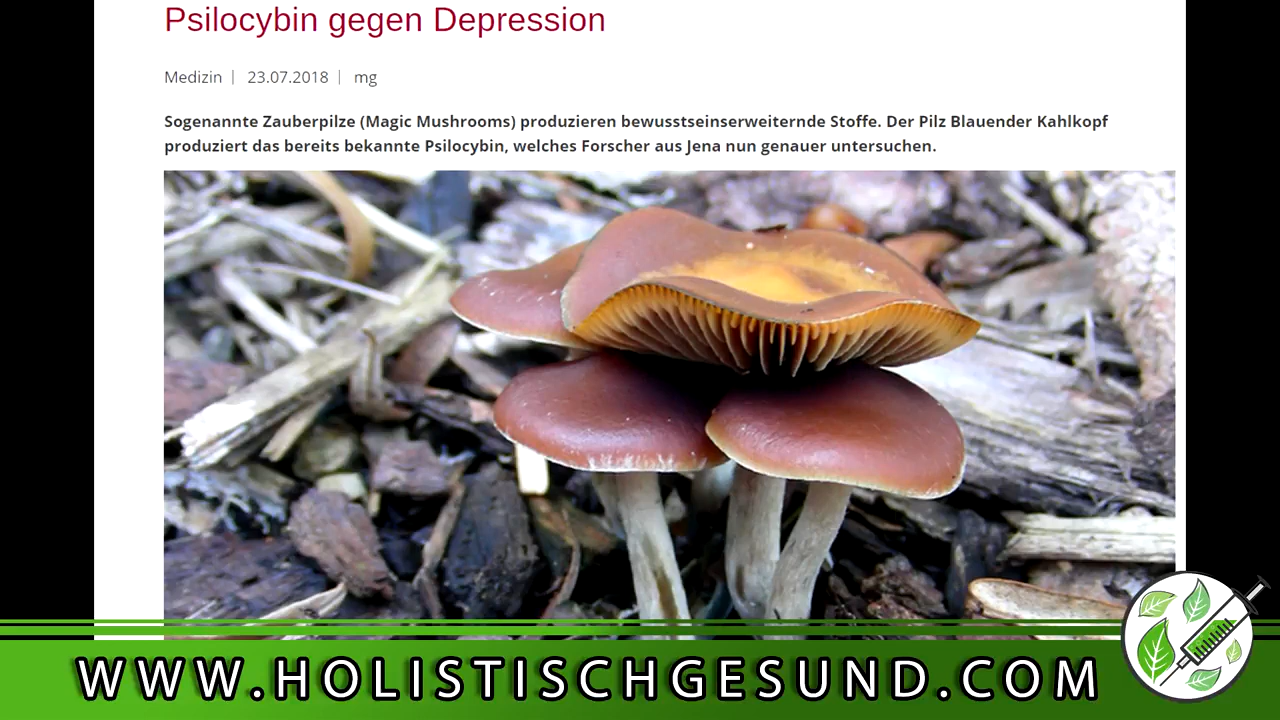 Psilocybin gegen Depression
Medizin | 23.07.2018 | mg
Sogenannte Zauberpilze (Magic Mushrooms) produzieren bewusstseinserweiternde Stoffe. Der Pilz Blauender Kahlkopf
produziert das bereits bekannte Psilocybin, welches Forscher aus Jena nun genauer untersuchen.
WWW.HOLISTISCHGESUND.COM